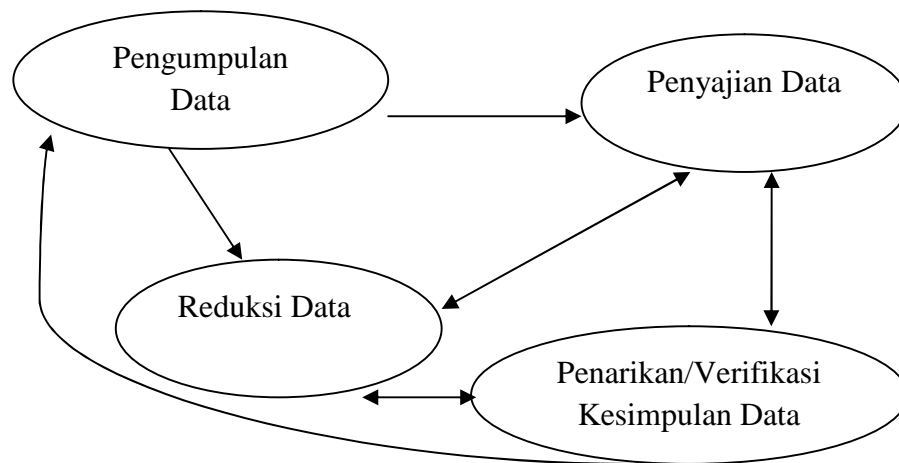 Pengumpulan
Data
Penyajian Data
Reduksi Data
Penarikan/Verifikasi
Kesimpulan Data